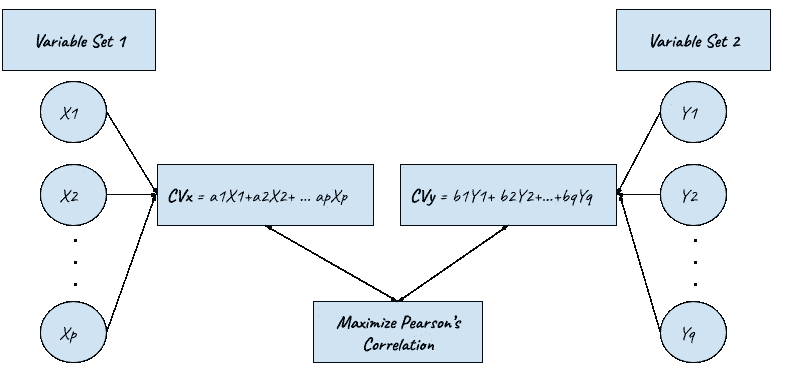 Variable Set 1
Variable Set 2
X1
Y1
X2
CVx = a1X1+a2X2+ ... apXp
CVy = b1Y1+ b2Y2+...+bqYq
Y2
Xp
Maximize Pearson's
Correlation
Yq